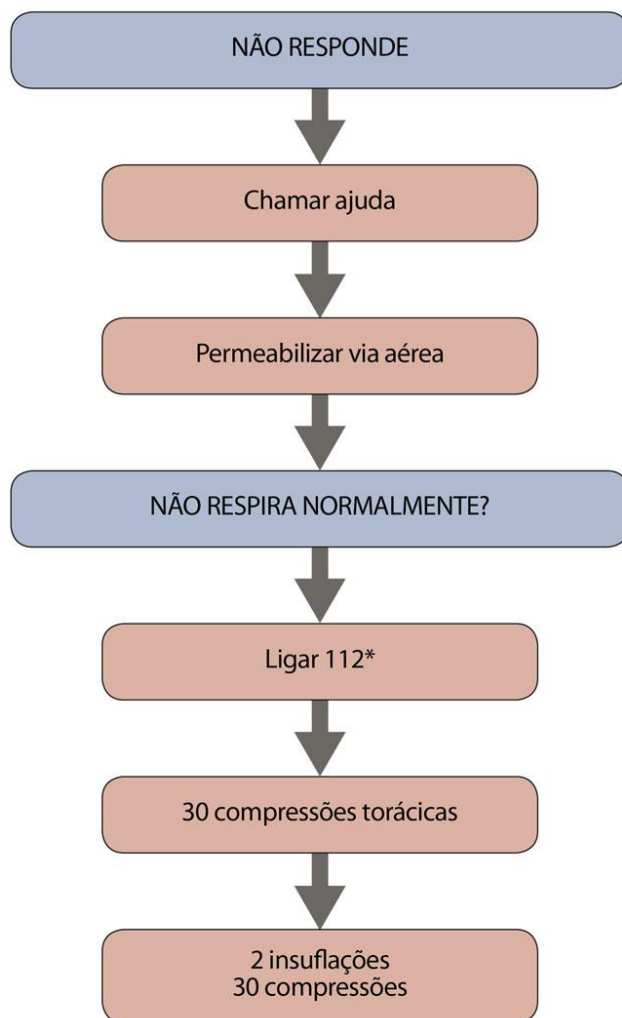 NÃO RESPONDE
Chamar ajuda
Permeabilizar via aérea
NÃO RESPIRA NORMALMENTE?
Ligar 112*
30 compressões torácicas
2 insuflações
30 compressões